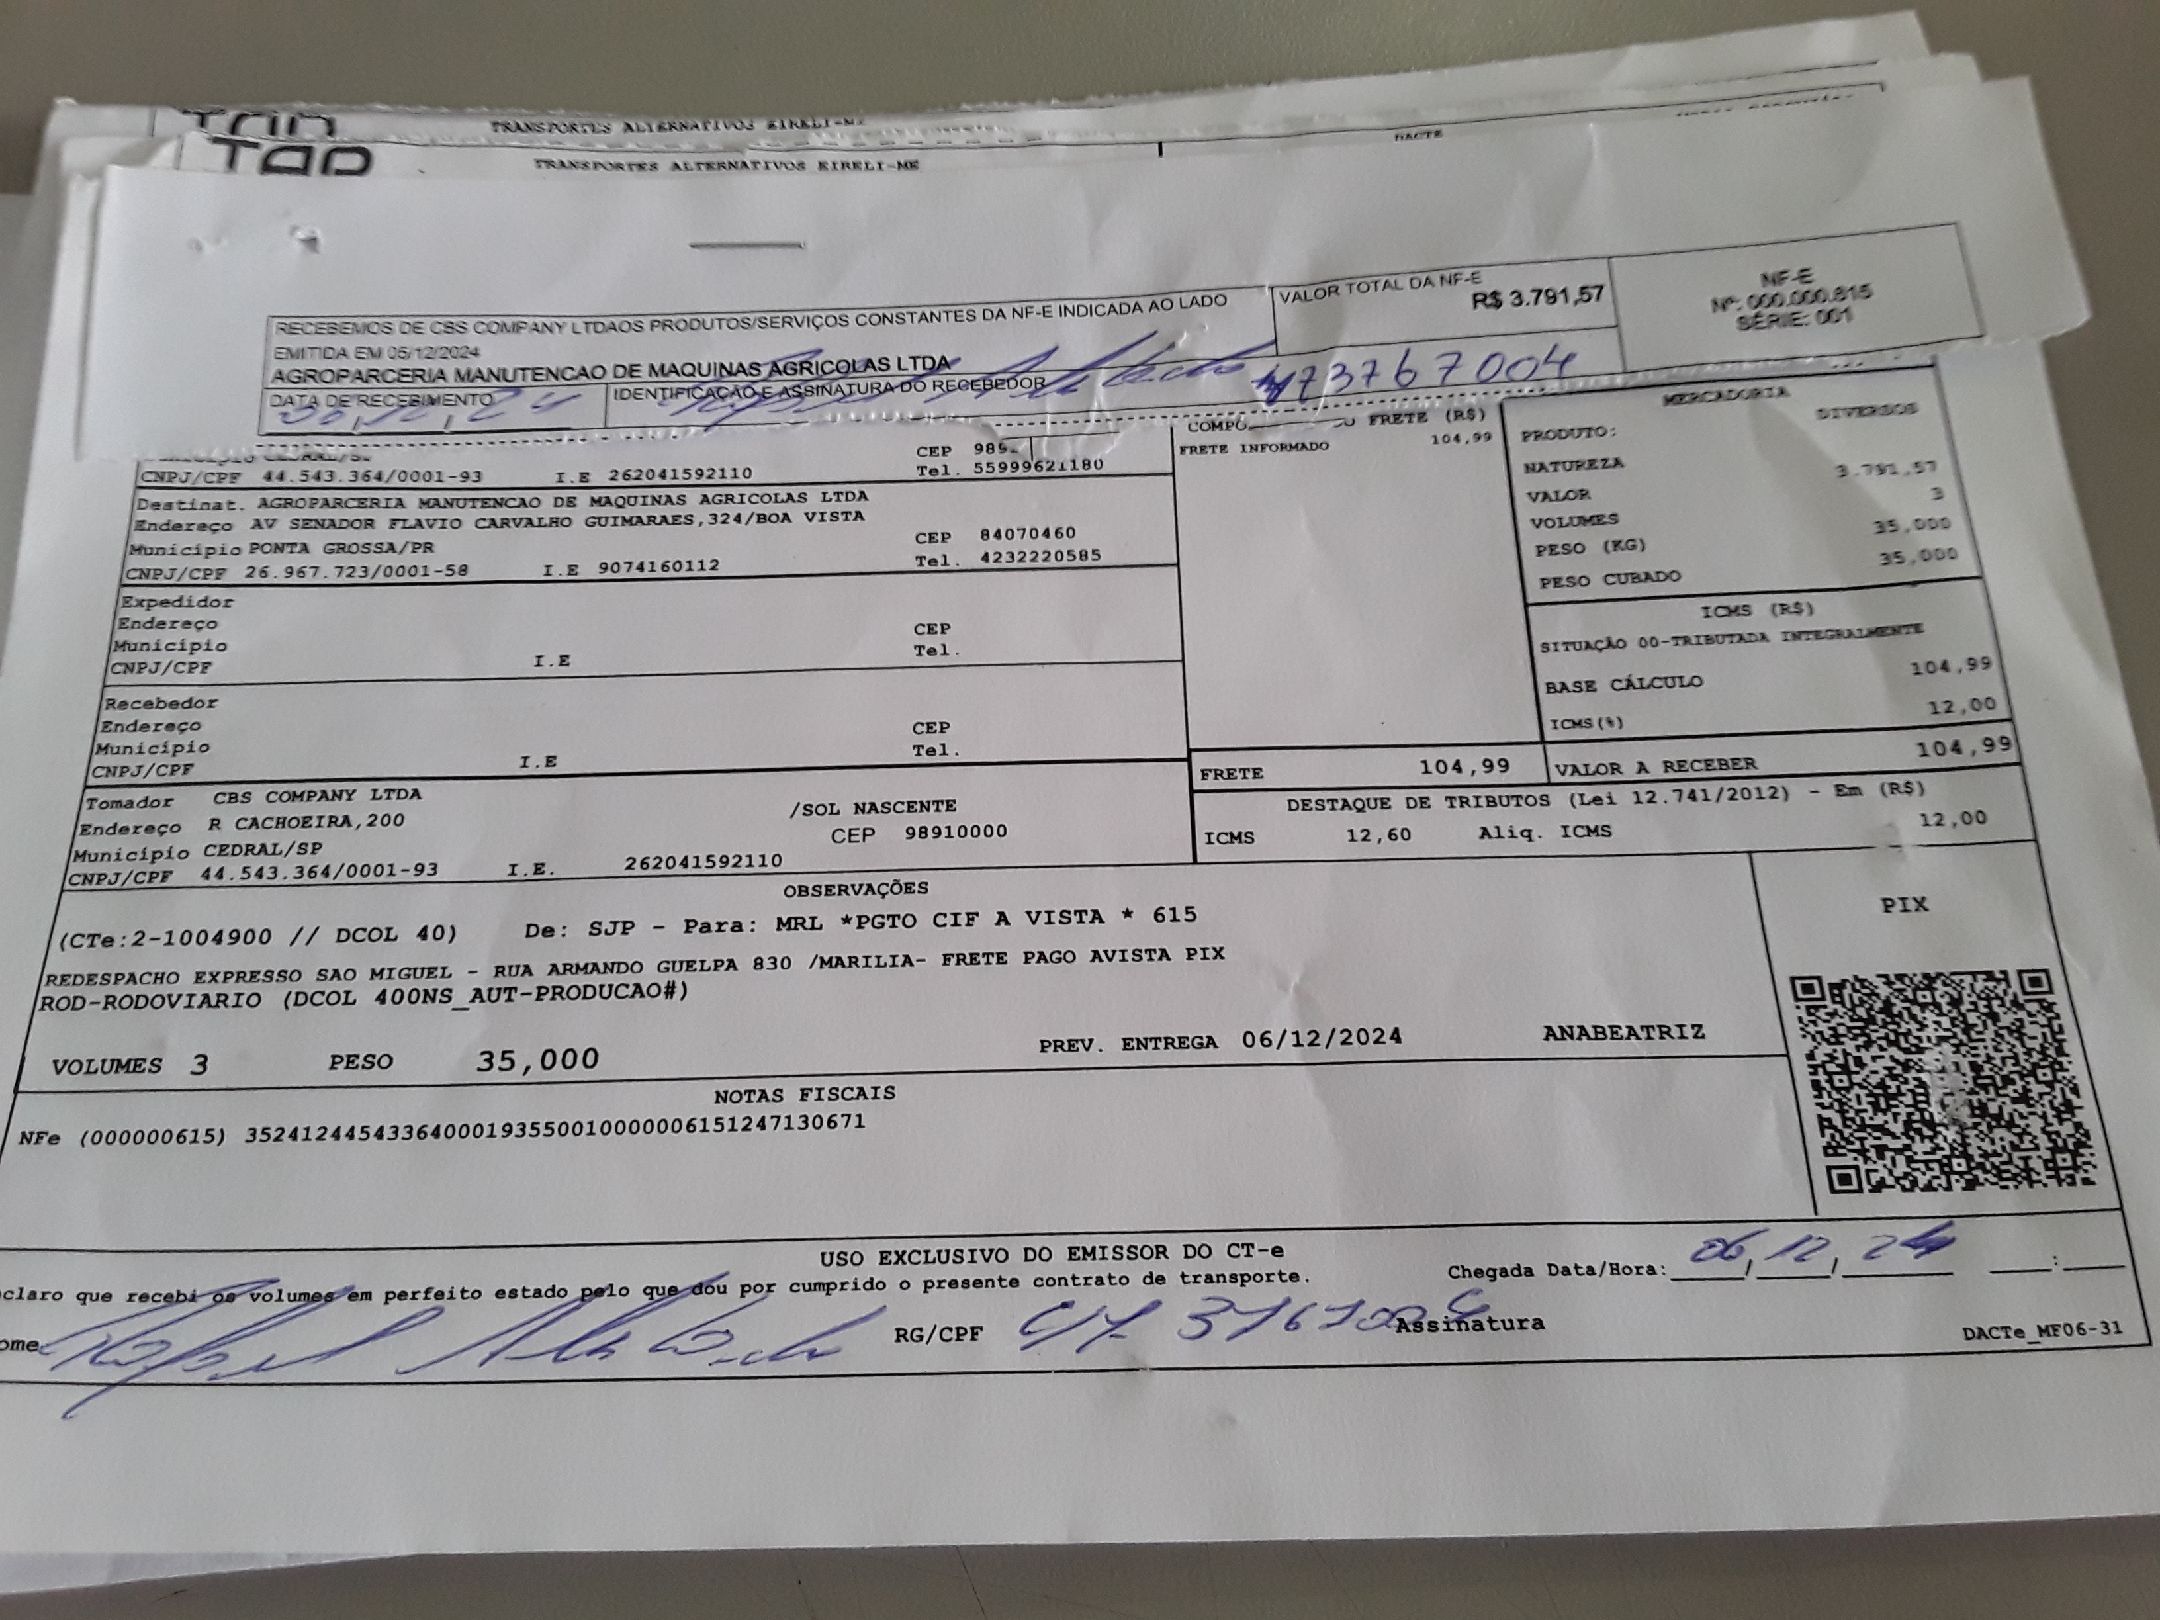 TRANSPORTES ALTERNATIVOS EIRELI-ME
DACTE
TRANSPORTES ALTERNATIVOS EIRELI-ME
RECEBEMOS DE CBS COMPANY LTDAOS PRODUTOS/SERVIÇOS CONSTANTES DA NF-E INDICADA AO LADO
EMITIDA EM 05/12/2024
AGROPARCERIA MANUTENCAO DE MAQUINAS AGRICOLAS LTDA
VALOR TOTAL DA NF-E
R$ 3.791,57
NF-E
Nº: 000.000.615
SÉRIE: 001
DATA DE RECEBIMENTO
IDENTIFICAÇÃO E ASSINATURA DO RECEBEDOR
CEDRAL/SP
CEP 989
CNPJ/CPF 44.543.364/0001-93 I.E 262041592110 Tel. 55999621180
Destinat. AGROPARCERIA MANUTENCAO DE MAQUINAS AGRICOLAS LTDA
Endereço AV SENADOR FLAVIO CARVALHO GUIMARAES,324/BOA VISTA
Município PONTA GROSSA/PR CEP 84070460
CNPJ/CPF 26.967.723/0001-58 I.E 9074160112 Tel. 4232220585
Expedidor
Endereço
Município CEP
CNPJ/CPF I.E Tel.
Recebedor
Endereço
Município CEP
CNPJ/CPF I.E Tel.
Tomador CBS COMPANY LTDA
Endereço R CACHOEIRA,200 /SOL NASCENTE
Município CEDRAL/SP CEP 98910000
CNPJ/CPF 44.543.364/0001-93 I.E. 262041592110
FRETE (R$)
FRETE INFORMADO 104,99
FRETE 104,99
MERCADORIA
PRODUTO: DIVERSOS
NATUREZA
VALOR 3.791,57
VOLUMES 3
PESO (KG) 35,000
PESO CUBADO 35,000
ICMS (R$)
SITUAÇÃO 00-TRIBUTADA INTEGRALMENTE
BASE CÁLCULO 104,99
ICMS(%) 12,00
VALOR A RECEBER 104,99
DESTAQUE DE TRIBUTOS (Lei 12.741/2012) - Em (R$)
ICMS 12,60 Aliq. ICMS 12,00
OBSERVAÇÕES
(CTe:2-1004900 // DCOL 40) De: SJP - Para: MRL *PGTO CIF A VISTA * 615
REDESPACHO EXPRESSO SAO MIGUEL - RUA ARMANDO GUELPA 830 /MARILIA- FRETE PAGO AVISTA PIX
ROD-RODOVIARIO (DCOL 400NS_AUT-PRODUCAO#)
VOLUMES 3 PESO 35,000 PREV. ENTREGA 06/12/2024 ANABEATRIZ
PIX
NOTAS FISCAIS
NFe (000000615) 35241244543364000193550010000006151247130671
USO EXCLUSIVO DO EMISSOR DO CT-e
claro que recebi os volumes em perfeito estado pelo que dou por cumprido o presente contrato de transporte.
Chegada Data/Hora: 06,12,24 :
ome RG/CPF Assinatura
DACTe_MF06-31